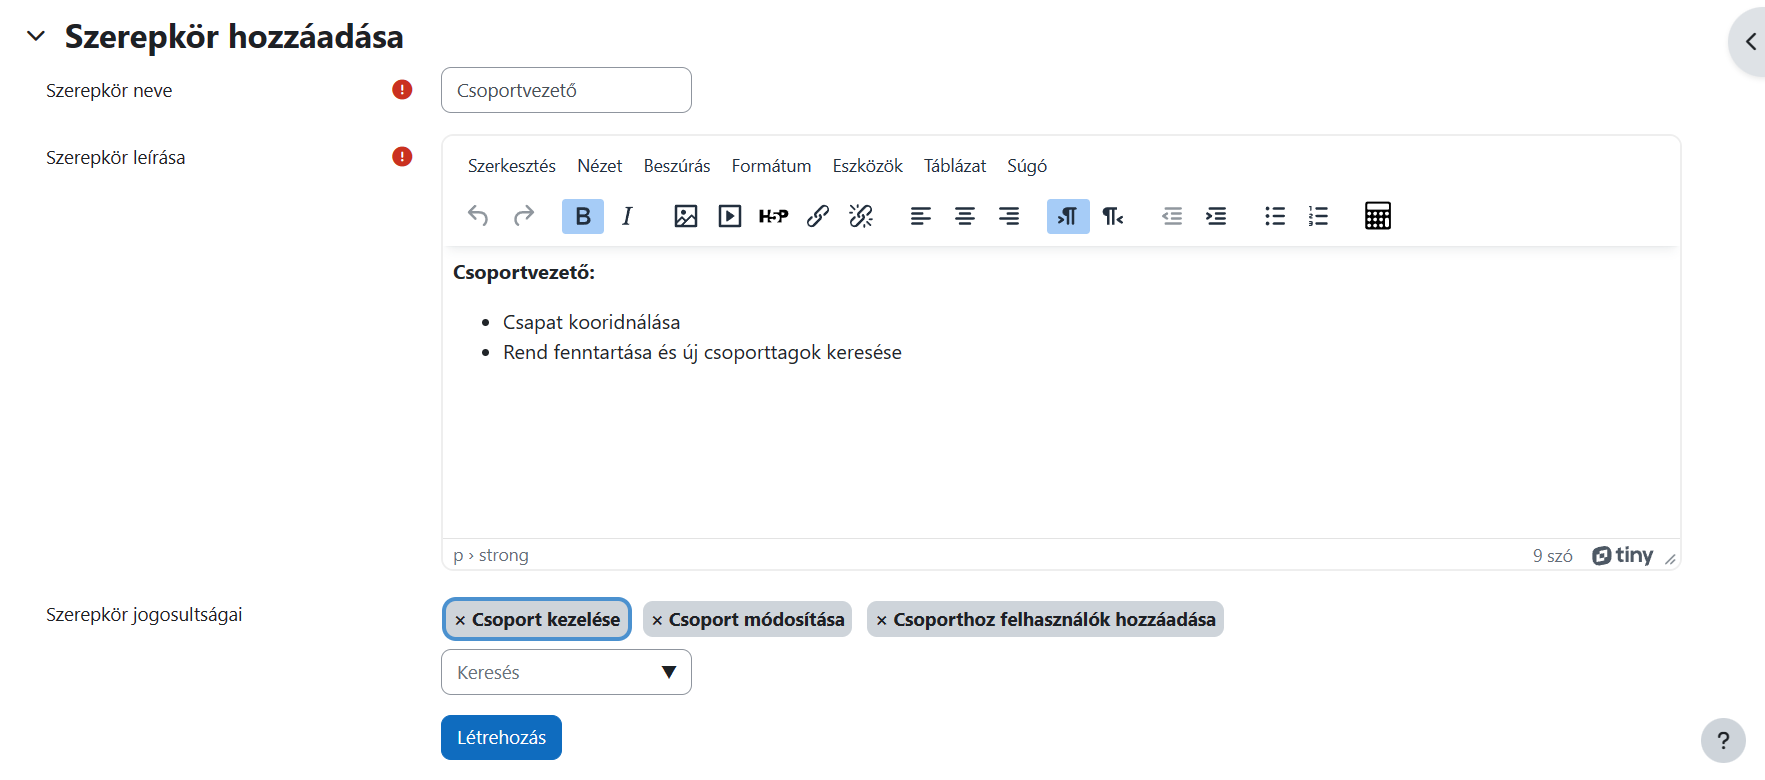 Szerepkör hozzáadása
Szerepkör neve
Csoportvezető
Szerepkör leírása
Szerkesztés Nézet Beszúrás Formátum Eszközök Táblázat Súgó
B I H-P
Csoportvezető:
• Csapat kooridnálása
• Rend fenntartása és új csoporttagok keresése
p › strong 9 szó tiny
Szerepkör jogosultságai
× Csoport kezelése × Csoport módosítása × Csoporthoz felhasználók hozzáadása
Keresés ▼
Létrehozás
?